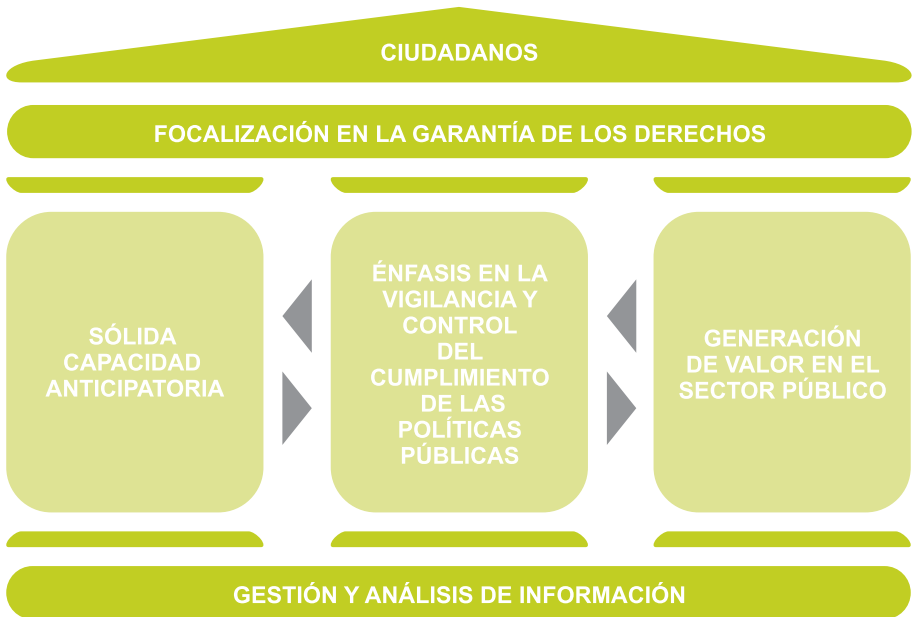 CIUDADANOS
FOCALIZACIÓN EN LA GARANTÍA DE LOS DERECHOS
SÓLIDA
CAPACIDAD
ANTICIPATORIA
ÉNFASIS EN LA
VIGILANCIA Y
CONTROL
DEL
CUMPLIMIENTO
DE LAS
POLÍTICAS
PÚBLICAS
GENERACIÓN
DE VALOR EN EL
SECTOR PÚBLICO
GESTIÓN Y ANÁLISIS DE INFORMACIÓN